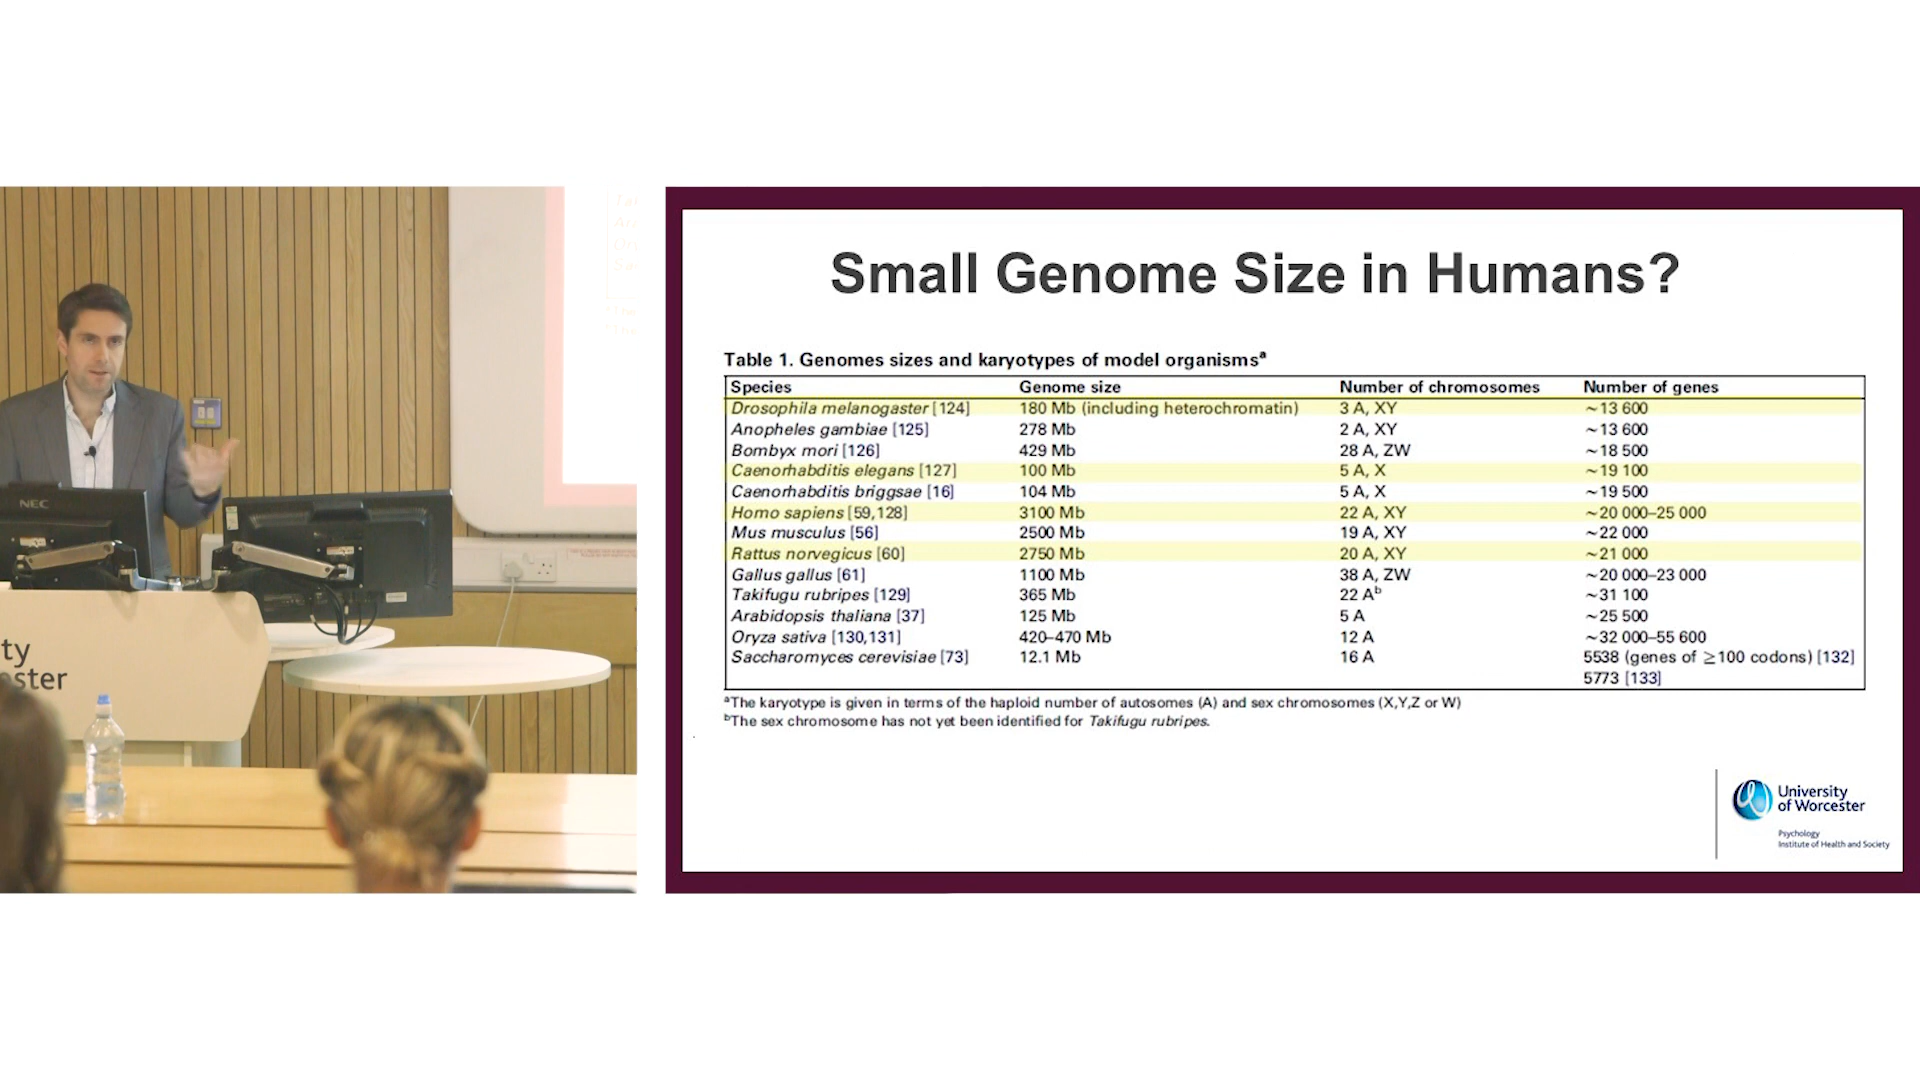 NEC
ty
ester
Small Genome Size in Humans?
Table 1. Genomes sizes and karyotypes of model organismsᵃ
Species Genome size Number of chromosomes Number of genes
Drosophila melanogaster [124] 180 Mb (including heterochromatin) 3 A, XY ~13 600
Anopheles gambiae [125] 278 Mb 2 A, XY ~13 600
Bombyx mori [126] 429 Mb 28 A, ZW ~18 500
Caenorhabditis elegans [127] 100 Mb 5 A, X ~19 100
Caenorhabditis briggsae [16] 104 Mb 5 A, X ~19 500
Homo sapiens [59,128] 3100 Mb 22 A, XY ~20 000–25 000
Mus musculus [56] 2500 Mb 19 A, XY ~22 000
Rattus norvegicus [60] 2750 Mb 20 A, XY ~21 000
Gallus gallus [61] 1100 Mb 38 A, ZW ~20 000–23 000
Takifugu rubripes [129] 365 Mb 22 Aᵇ ~31 100
Arabidopsis thaliana [37] 125 Mb 5 A ~25 500
Oryza sativa [130,131] 420–470 Mb 12 A ~32 000–55 600
Saccharomyces cerevisiae [73] 12.1 Mb 16 A 5538 (genes of ≥100 codons) [132]
5773 [133]
ᵃThe karyotype is given in terms of the haploid number of autosomes (A) and sex chromosomes (X,Y,Z or W)
ᵇThe sex chromosome has not yet been identified for Takifugu rubripes.
University
of Worcester
Psychology
Institute of Health and Society